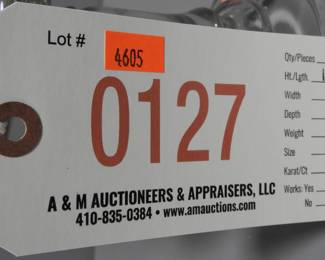 Lot #
4605
0127
A & M AUCTIONEERS & APPRAISERS, LLC
410-835-0384 • www.amauctions.com
Qty/Pieces
Ht./Lgth.
Width
Depth
Weight
Size
Karat/Ct
Works: Yes
No